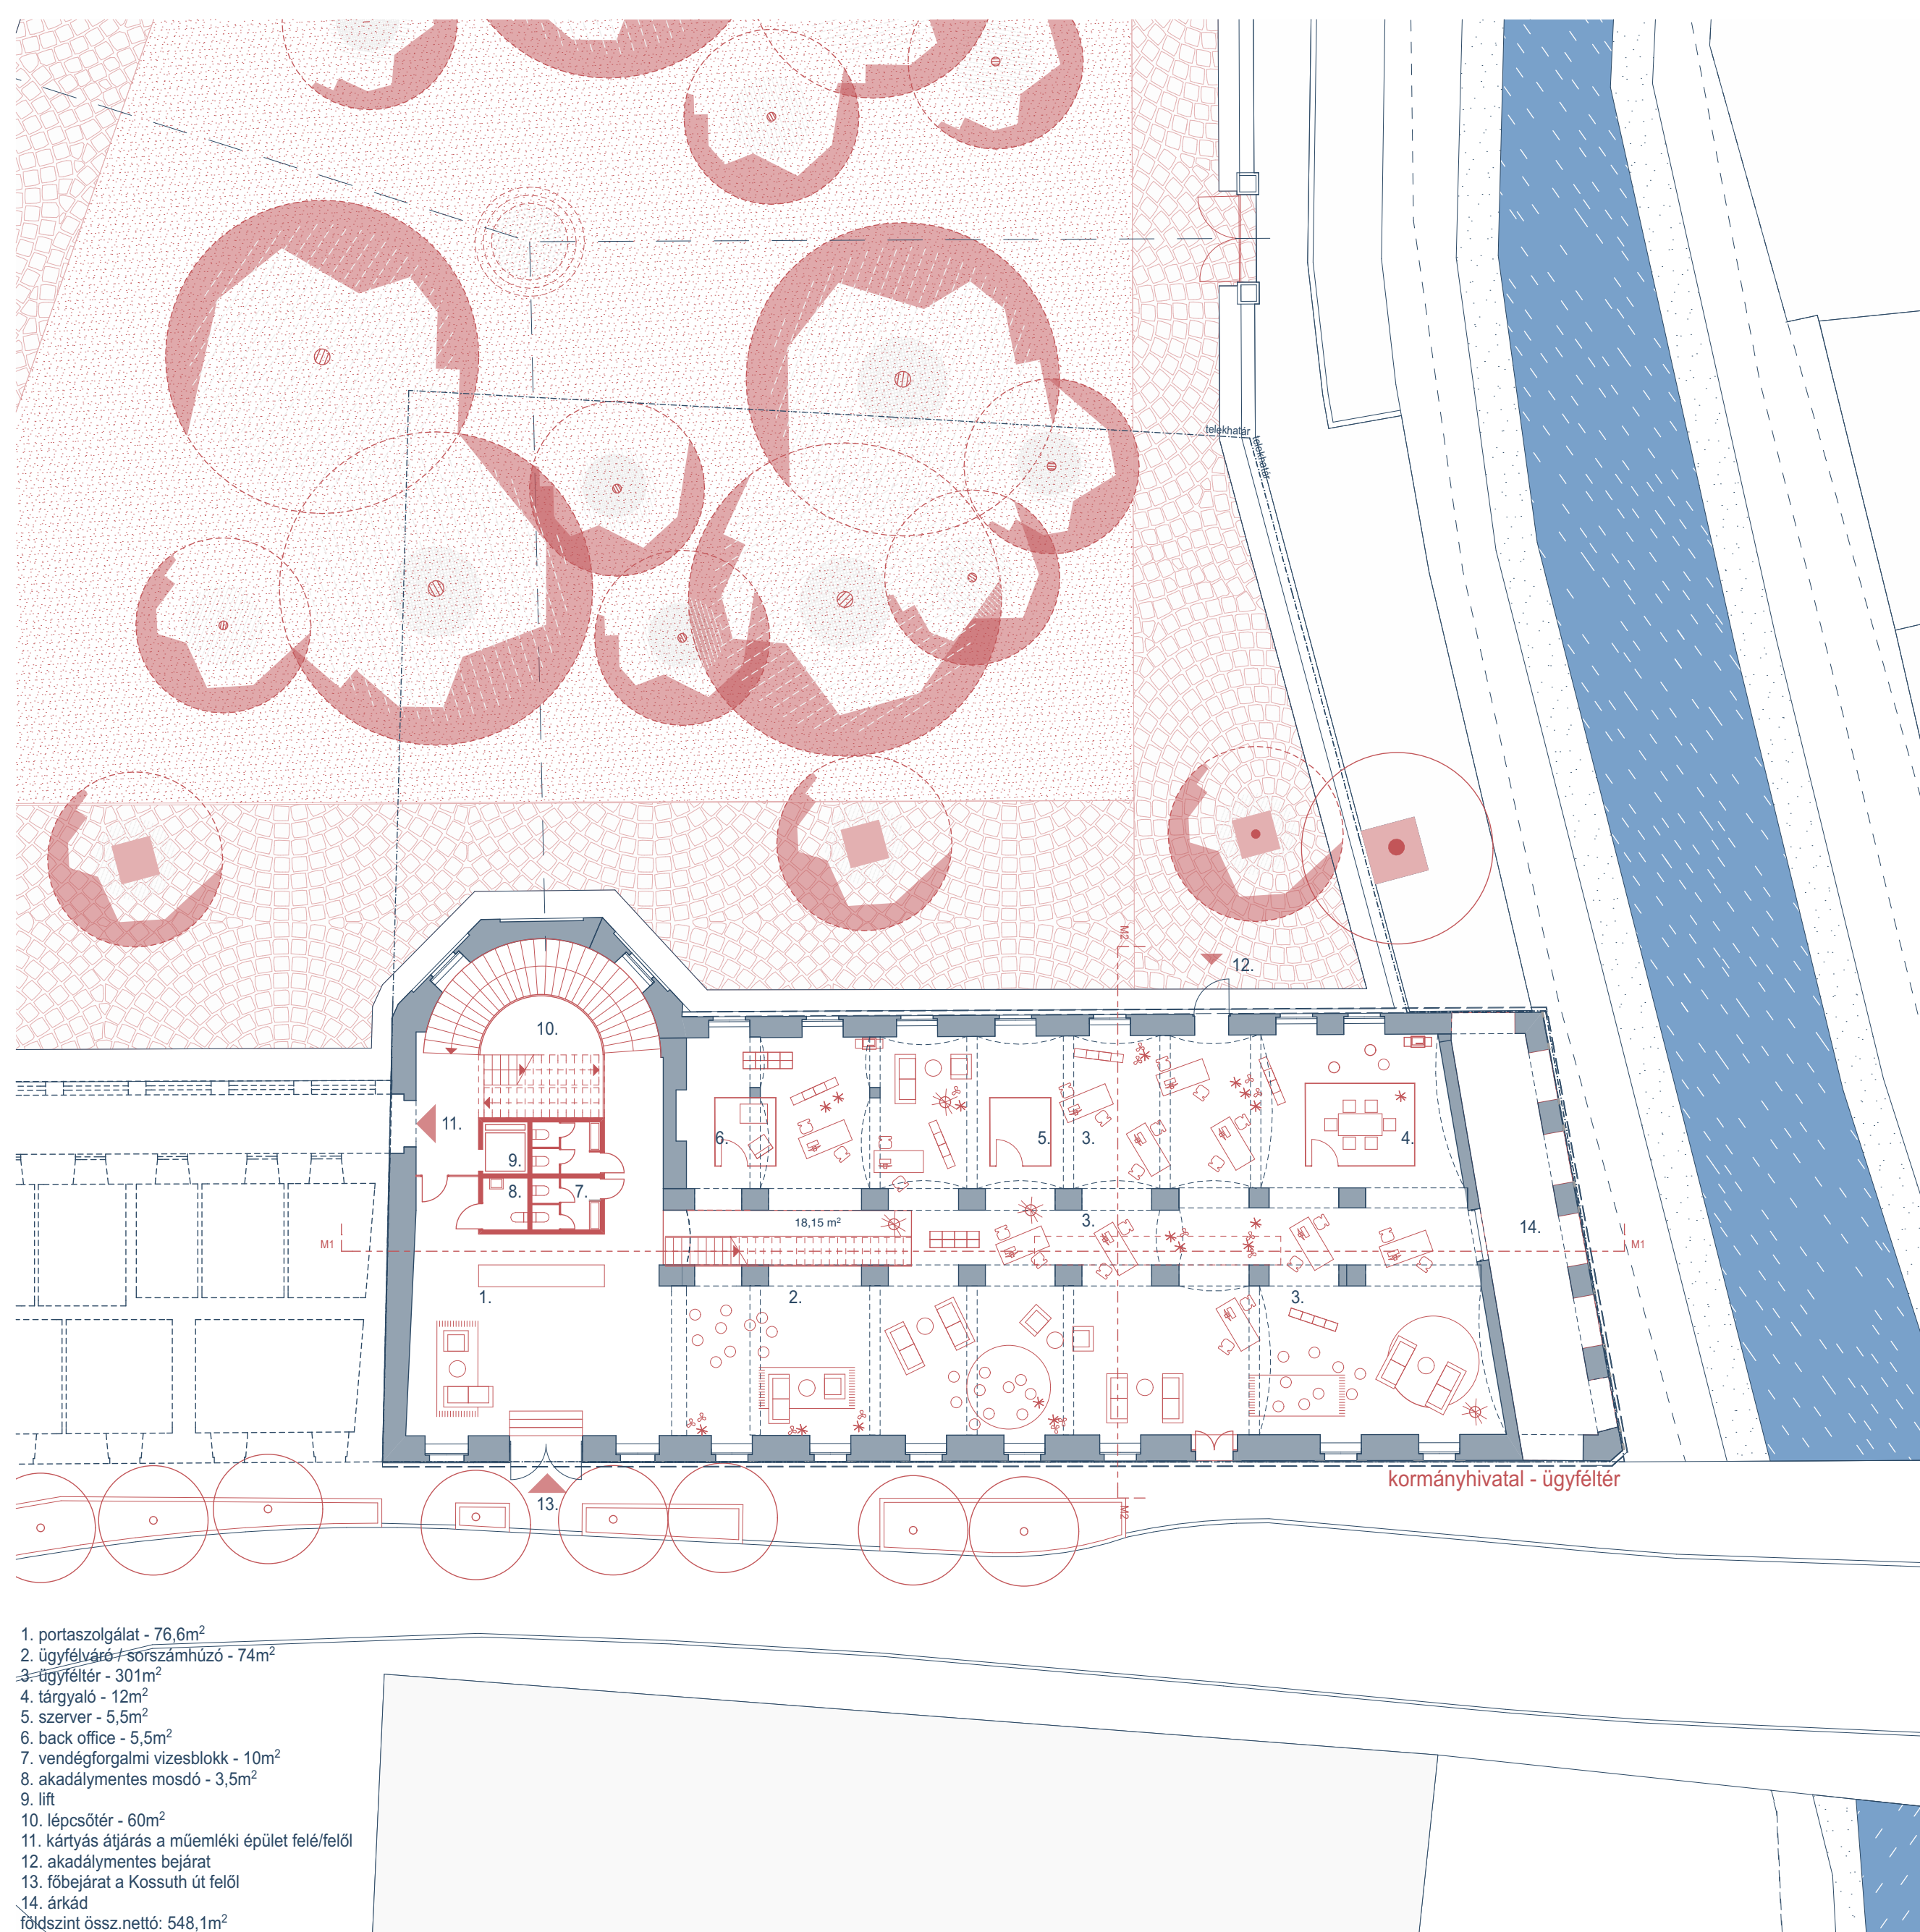 telekhatár
telekhatár
M2
12.
10.
11.
6.
5.
3.
4.
9.
8.
7.
18,15 m²
3.
14.
M1
M1
1.
2.
3.
kormányhivatal - ügyféltér
13.
M2
1. portaszolgálat - 76,6m²
2. ügyfélváró / sorszámhúzó - 74m²
3. ügyféltér - 301m²
4. tárgyaló - 12m²
5. szerver - 5,5m²
6. back office - 5,5m²
7. vendégforgalmi vizesblokk - 10m²
8. akadálymentes mosdó - 3,5m²
9. lift
10. lépcsőtér - 60m²
11. kártyás átjárás a műemléki épület felé/felől
12. akadálymentes bejárat
13. főbejárat a Kossuth út felől
14. árkád
földszint össz.nettó: 548,1m²